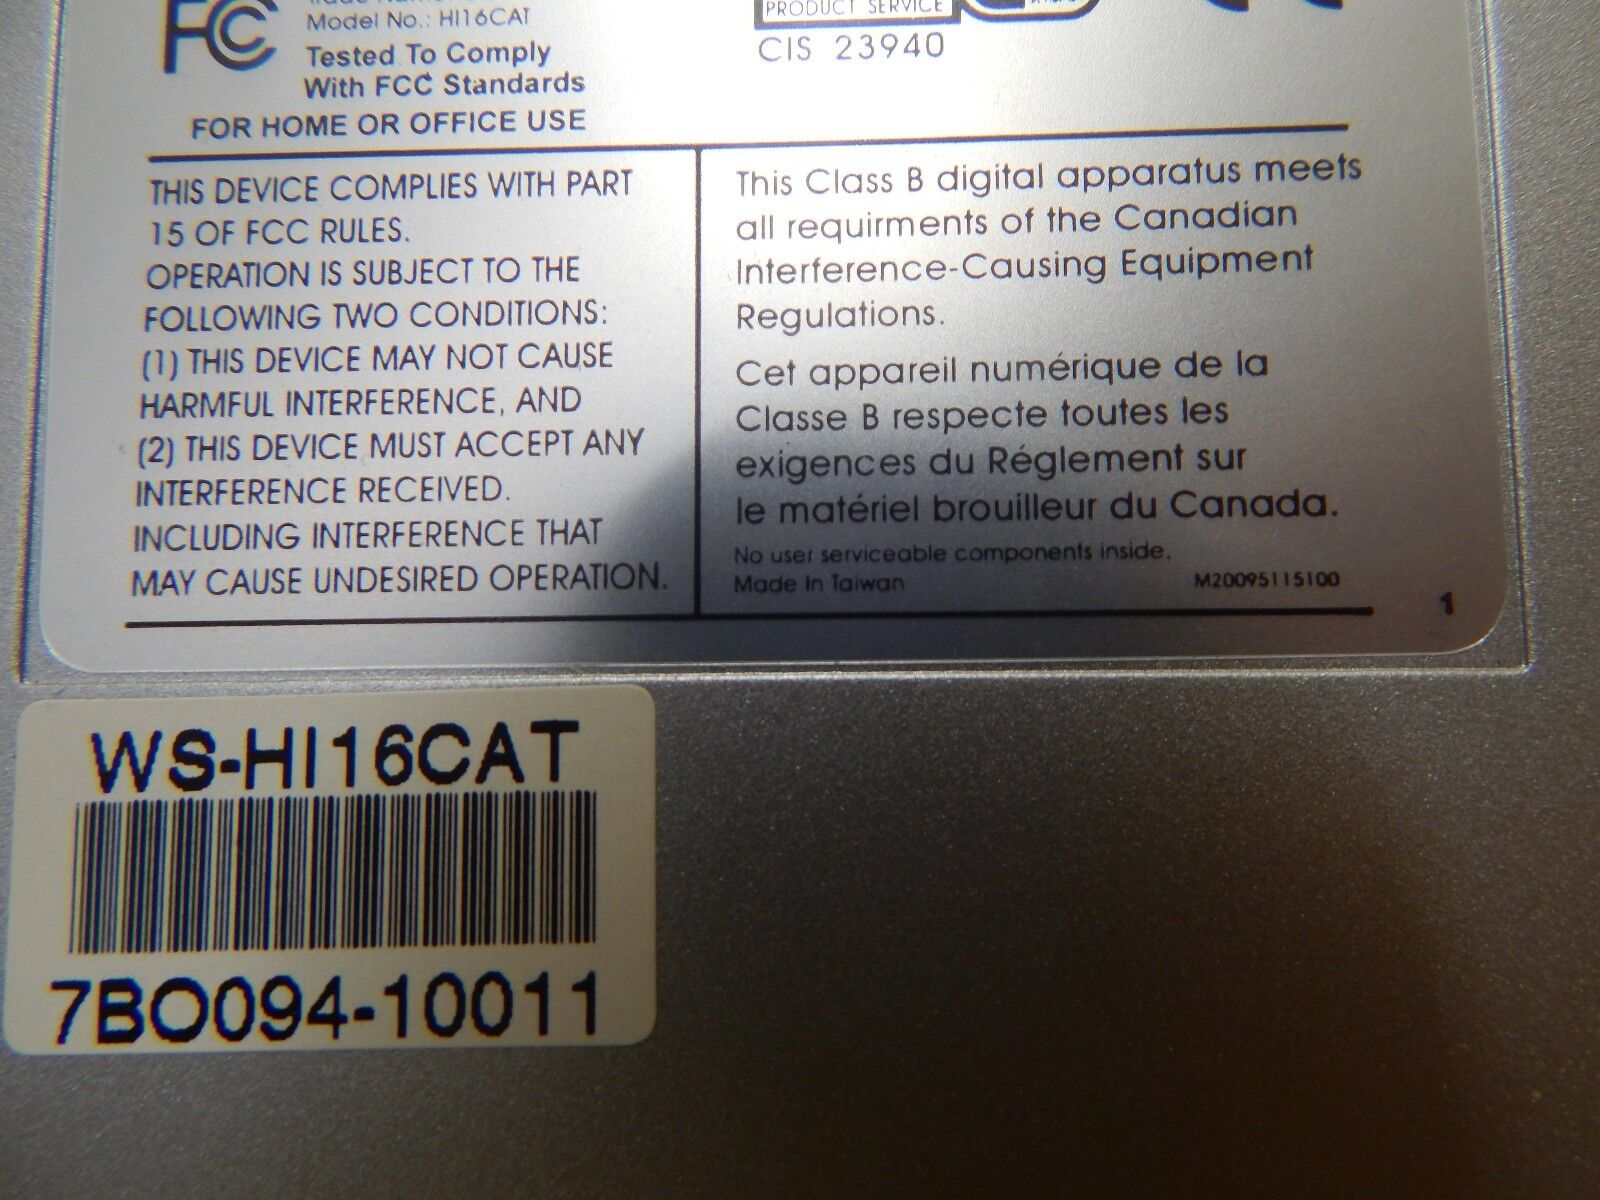 FC
Model No.: HI16CAT
Tested To Comply
With FCC Standards
FOR HOME OR OFFICE USE
PRODUCT SERVICE
CIS 23940
THIS DEVICE COMPLIES WITH PART
15 OF FCC RULES.
OPERATION IS SUBJECT TO THE
FOLLOWING TWO CONDITIONS:
(1) THIS DEVICE MAY NOT CAUSE
HARMFUL INTERFERENCE, AND
(2) THIS DEVICE MUST ACCEPT ANY
INTERFERENCE RECEIVED.
INCLUDING INTERFERENCE THAT
MAY CAUSE UNDESIRED OPERATION.
This Class B digital apparatus meets
all requirments of the Canadian
Interference-Causing Equipment
Regulations.
Cet appareil numérique de la
Classe B respecte toutes les
exigences du Réglement sur
le matériel brouilleur du Canada.
No user serviceable components inside.
Made In Taiwan
M20095115100
1
WS-HI16CAT
7BO094-10011